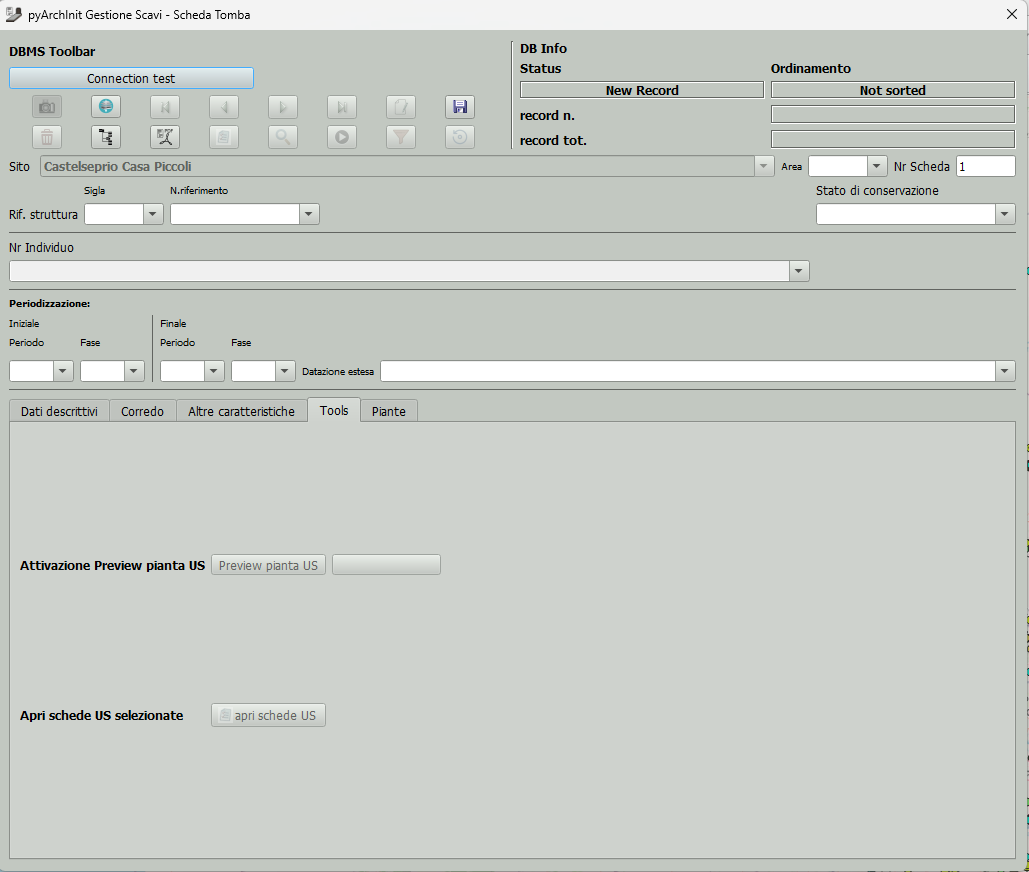 pyArchInit Gestione Scavi - Scheda Tomba
DBMS Toolbar
Connection test
DB Info
Status
Ordinamento
New Record
Not sorted
record n.
record tot.
Sito
Castelseprio Casa Piccoli
Area
Nr Scheda
1
Sigla
N.riferimento
Stato di conservazione
Rif. struttura
Nr Individuo
Periodizzazione:
Iniziale
Finale
Periodo
Fase
Periodo
Fase
Datazione estesa
Dati descrittivi
Corredo
Altre caratteristiche
Tools
Piante
Attivazione Preview pianta US
Preview pianta US
Apri schede US selezionate
apri schede US